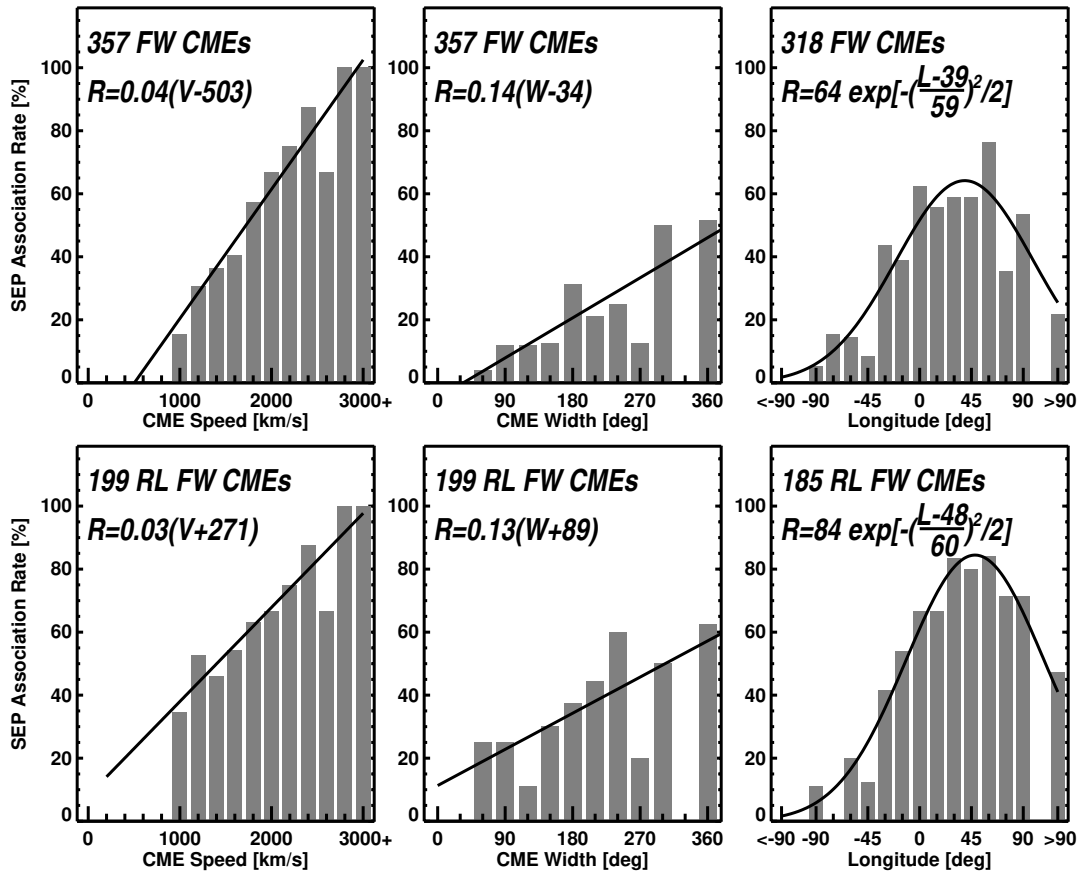 357 FW CMEs
R=0.04(V-503)
SEP Association Rate [%]
100
80
60
40
20
0
0 1000 2000 3000+
CME Speed [km/s]
357 FW CMEs
R=0.14(W-34)
100
80
60
40
20
0
0 90 180 270 360
CME Width [deg]
318 FW CMEs
R=64 exp[-(L-39/59)²/2]
100
80
60
40
20
0
<-90 -90 -45 0 45 90 >90
Longitude [deg]
199 RL FW CMEs
R=0.03(V+271)
SEP Association Rate [%]
100
80
60
40
20
0
0 1000 2000 3000+
CME Speed [km/s]
199 RL FW CMEs
R=0.13(W+89)
100
80
60
40
20
0
0 90 180 270 360
CME Width [deg]
185 RL FW CMEs
R=84 exp[-(L-48/60)²/2]
100
80
60
40
20
0
<-90 -90 -45 0 45 90 >90
Longitude [deg]